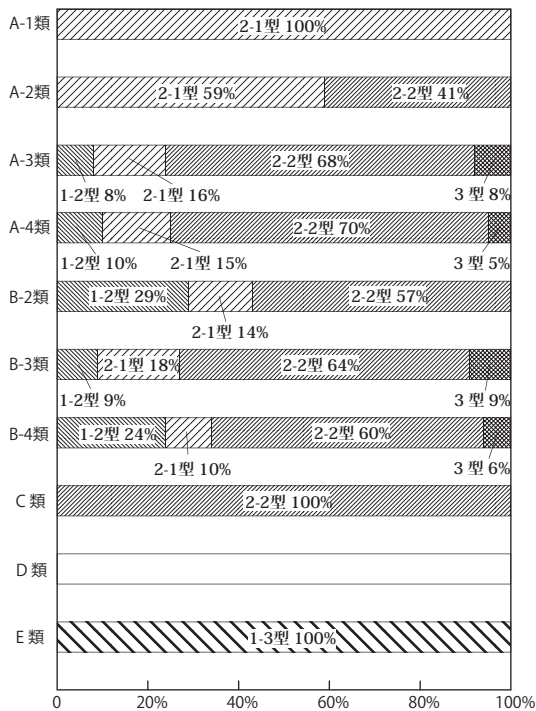 A-1類
2-1型 100%
A-2類
2-1型 59%
2-2型 41%
A-3類
2-2型 68%
1-2型 8%
2-1型 16%
3 型 8%
A-4類
2-2型 70%
1-2型 10%
2-1型 15%
3 型 5%
B-2類
1-2型 29%
2-2型 57%
2-1型 14%
B-3類
2-1型 18%
2-2型 64%
1-2型 9%
3 型 9%
B-4類
1-2型 24%
2-2型 60%
2-1型 10%
3 型 6%
C 類
2-2型 100%
D 類
E 類
1-3型 100%
0 20% 40% 60% 80% 100%